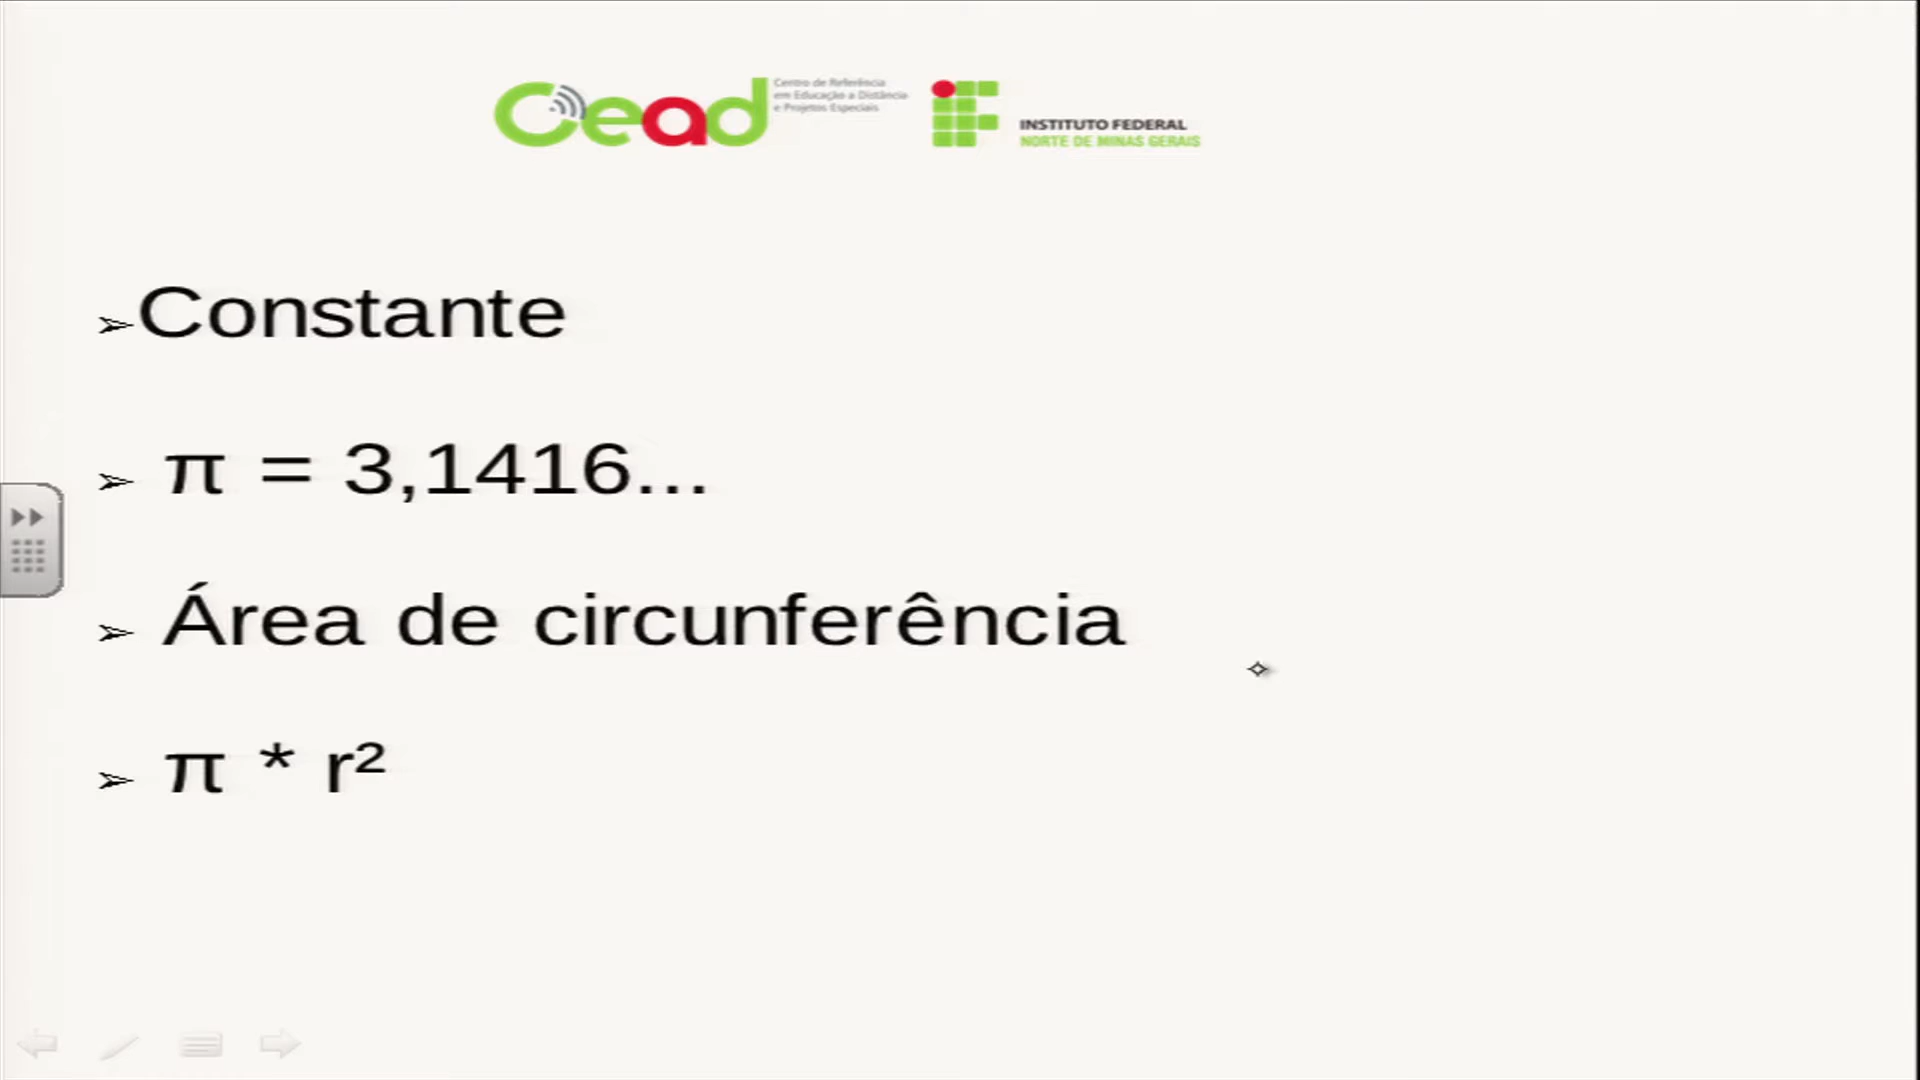 Cead
Centro de Referência
em Educação a Distância
e Projetos Especiais
INSTITUTO FEDERAL
NORTE DE MINAS GERAIS
➢Constante
➢ π = 3,1416...
➢ Área de circunferência
➢ π * r²